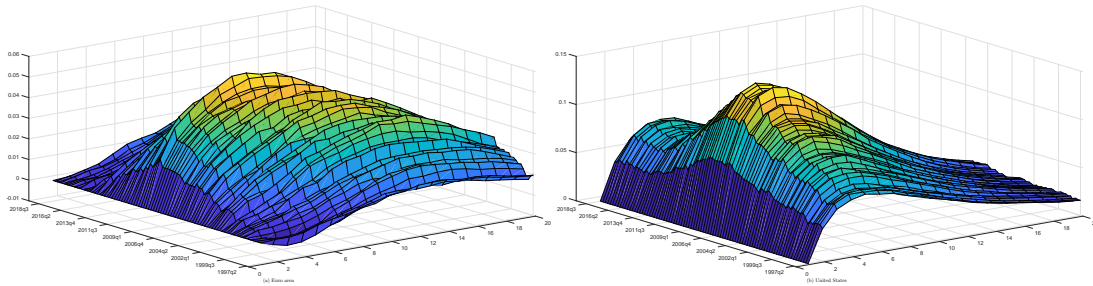 0.06
0.05
0.04
0.03
0.02
0.01
0
-0.01
2018q3
2016q2
2013q4
2011q3
2009q1
2006q4
2004q2
2002q1
1999q3
1997q2
0
2
4
6
8
10
12
14
16
18
20
(a) Euro area
0.15
0.1
0.05
0
2018q3
2016q2
2013q4
2011q3
2009q1
2006q4
2004q2
2002q1
1999q3
1997q2
0
2
4
6
8
10
12
14
16
18
(b) United States